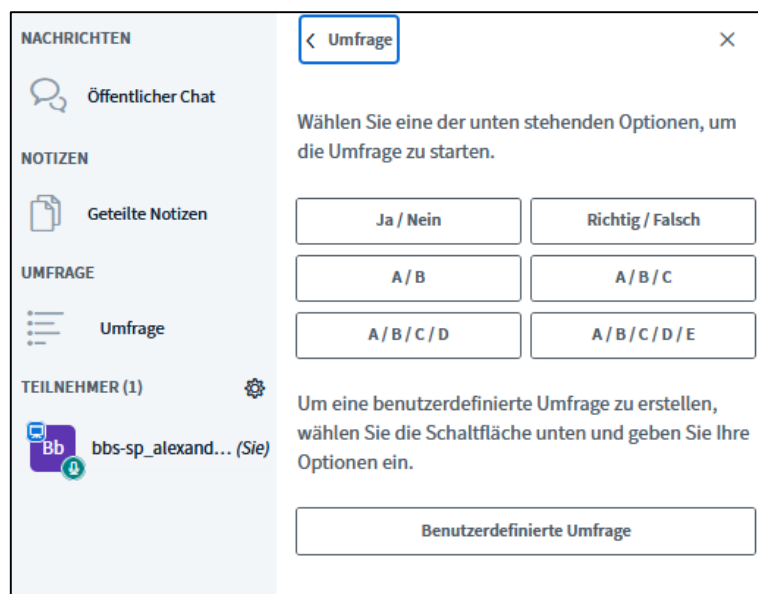 NACHRICHTEN
Öffentlicher Chat
NOTIZEN
Geteilte Notizen
UMFRAGE
Umfrage
TEILNEHMER (1)
Bb
bbs-sp_alexand... (Sie)
Umfrage
Wählen Sie eine der unten stehenden Optionen, um
die Umfrage zu starten.
Ja / Nein
Richtig / Falsch
A / B
A / B / C
A / B / C / D
A / B / C / D / E
Um eine benutzerdefinierte Umfrage zu erstellen,
wählen Sie die Schaltfläche unten und geben Sie Ihre
Optionen ein.
Benutzerdefinierte Umfrage